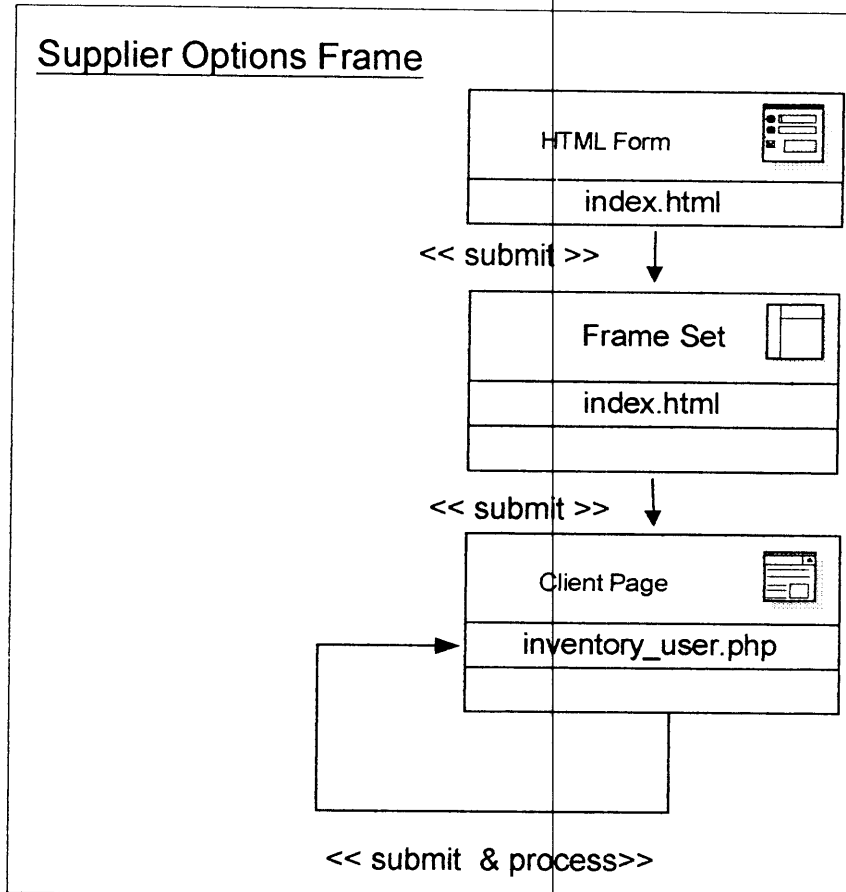 Supplier Options Frame
HTML Form
index.html
<< submit >>
Frame Set
index.html
<< submit >>
Client Page
inventory_user.php
<< submit & process>>